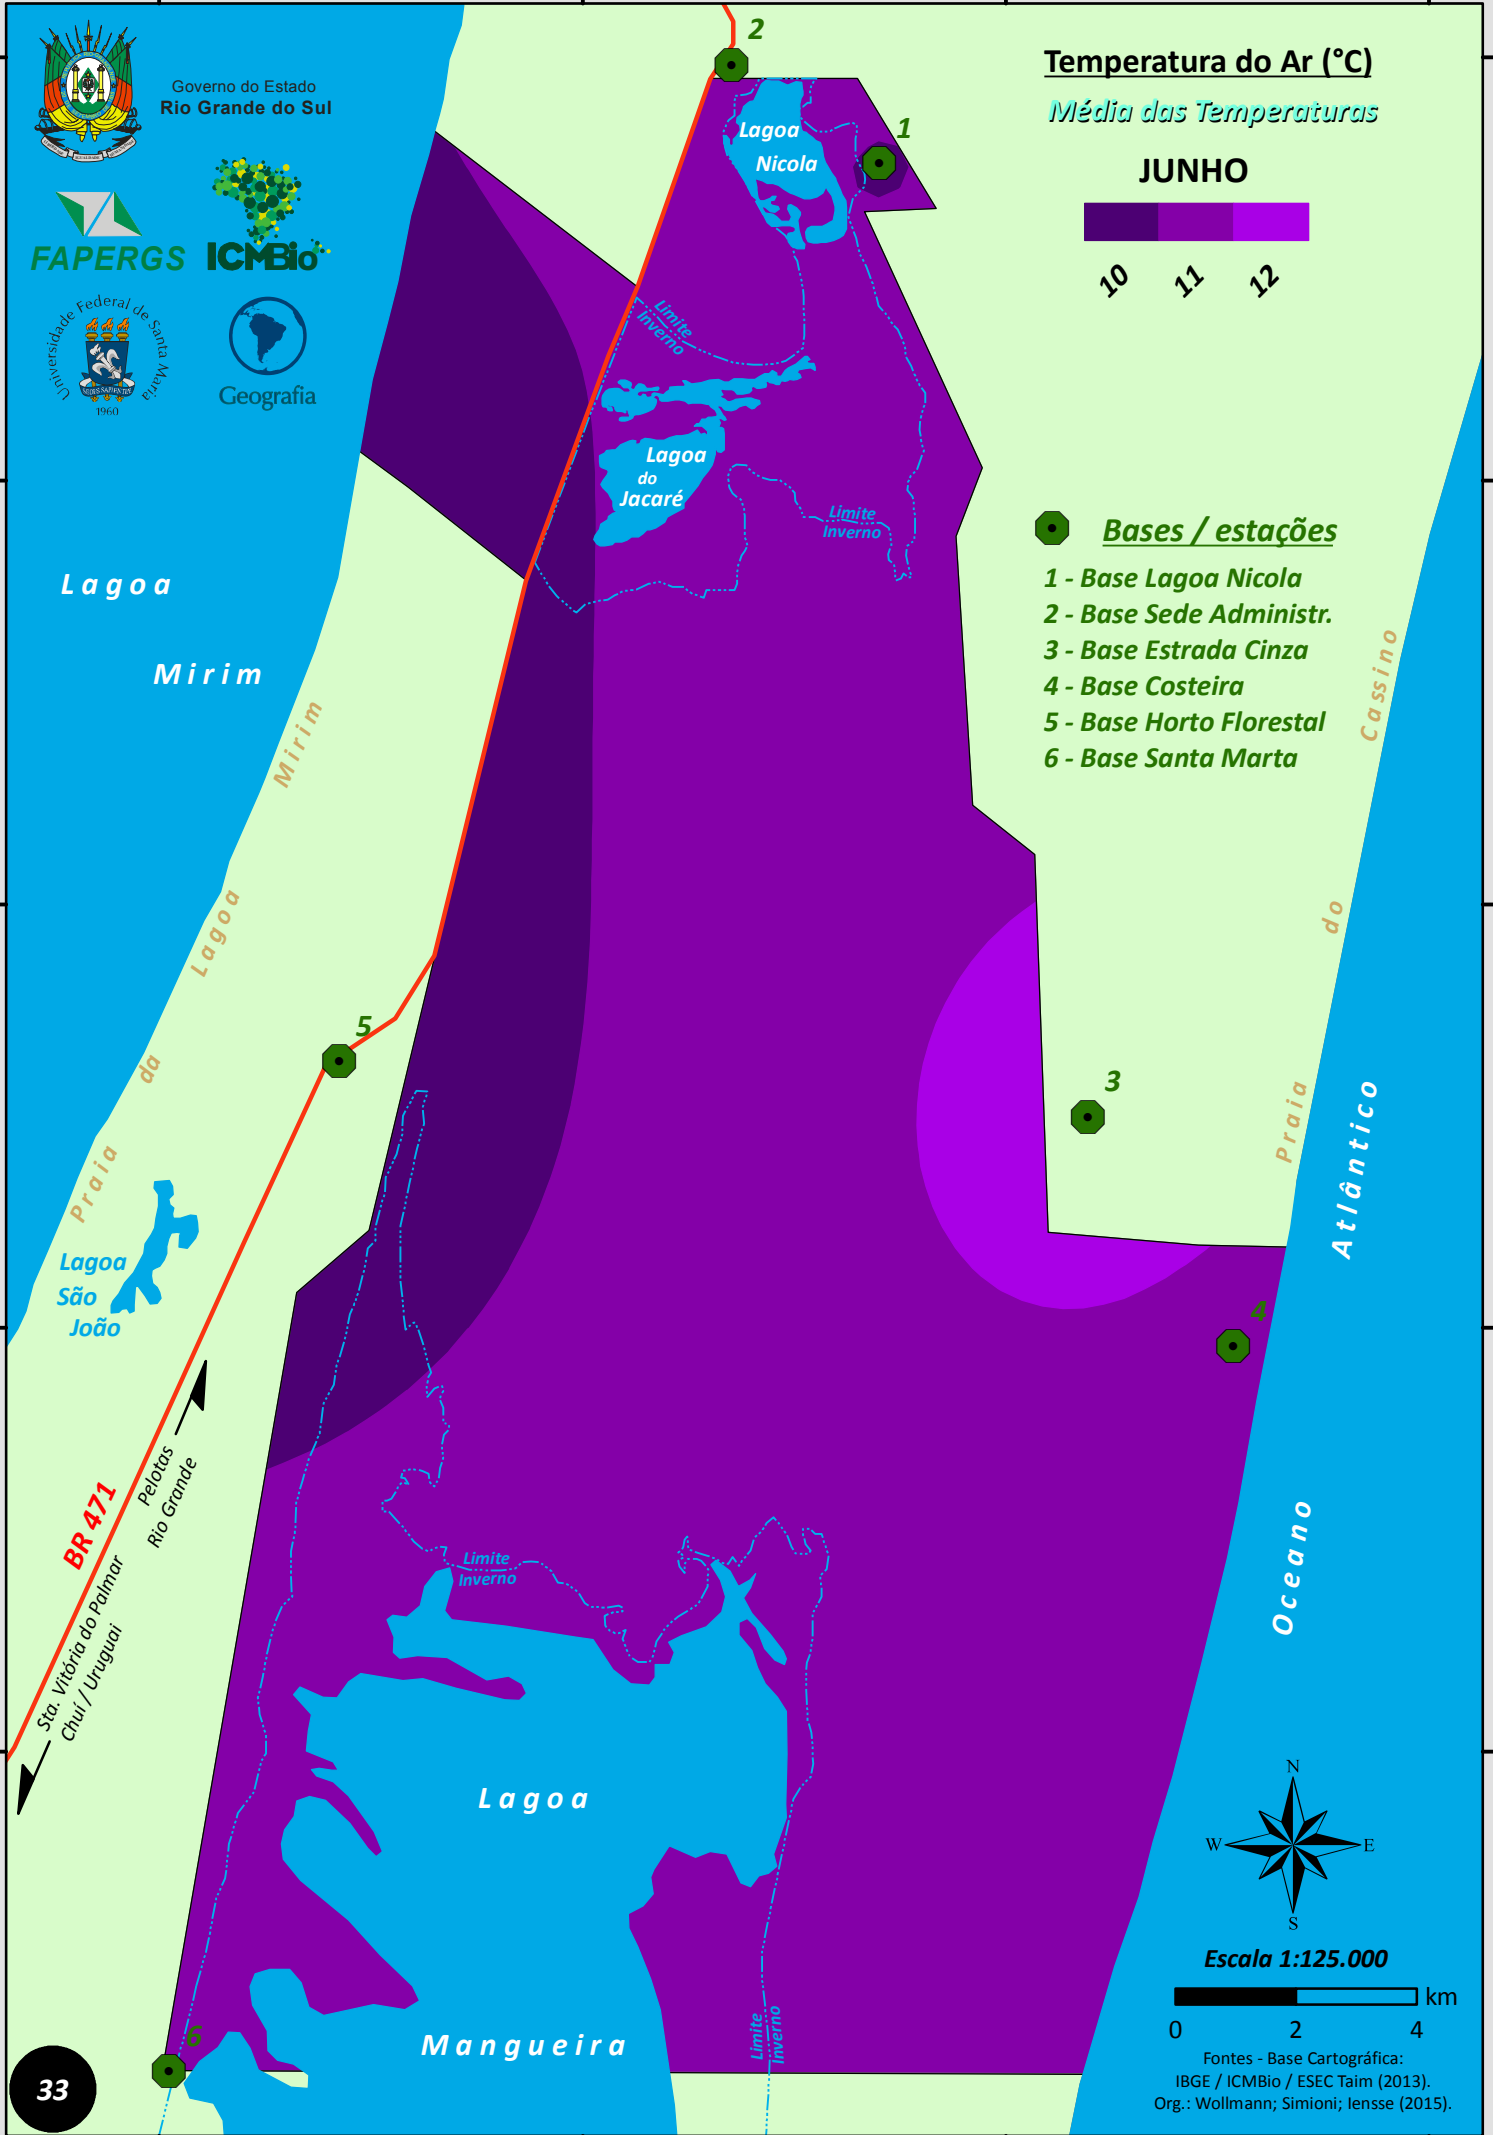 Governo do Estado
Rio Grande do Sul
FAPERGS
ICMBio
Universidade Federal de Santa Maria
1960
Geografia
Temperatura do Ar (°C)
Média das Temperaturas
JUNHO
10 11 12
Bases / estações
1 - Base Lagoa Nicola
2 - Base Sede Administr.
3 - Base Estrada Cinza
4 - Base Costeira
5 - Base Horto Florestal
6 - Base Santa Marta
2
1
Lagoa
Nicola
Limite
Inverno
Lagoa
do
Jacaré
Limite
Inverno
Lagoa
Mirim
Praia da Lagoa Mirim
Praia do Cassino
5
3
4
Oceano Atlântico
Lagoa
São
João
BR 471
Pelotas
Rio Grande
Sta. Vitória do Palmar
Chuí / Uruguai
Limite
Inverno
Lagoa
Mangueira
Limite
Inverno
6
33
N
W
E
S
Escala 1:125.000
km
0 2 4
Fontes - Base Cartográfica:
IBGE / ICMBio / ESEC Taim (2013).
Org.: Wollmann; Simioni; Iensse (2015).